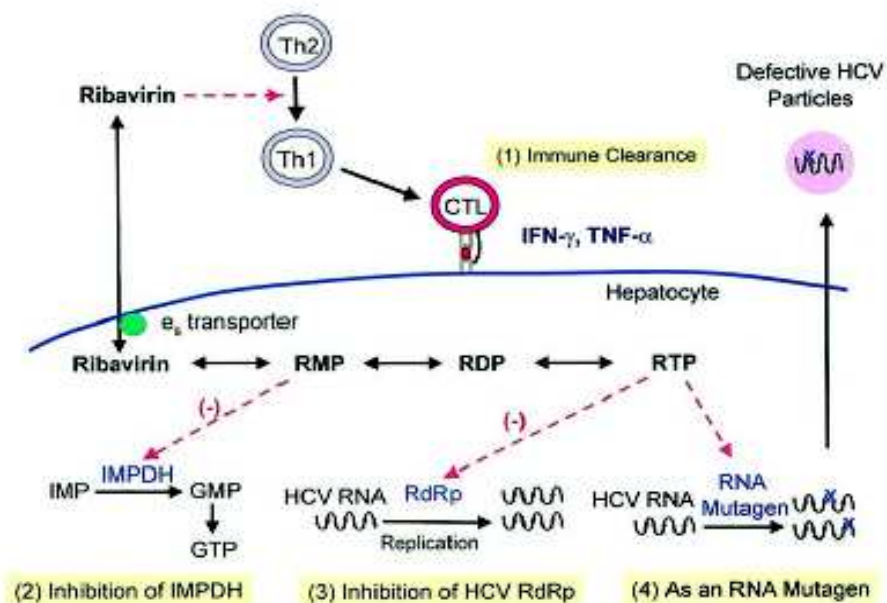 Th2
Defective HCV
Particles
Ribavirin
Th1
(1) Immune Clearance
CTL
IFN-γ, TNF-α
Hepatocyte
es transporter
Ribavirin RMP RDP RTP
(-) (-)
IMPDH
IMP GMP
GTP
HCV RNA RdRp
Replication
HCV RNA RNA
Mutagen
(2) Inhibition of IMPDH (3) Inhibition of HCV RdRp (4) As an RNA Mutagen